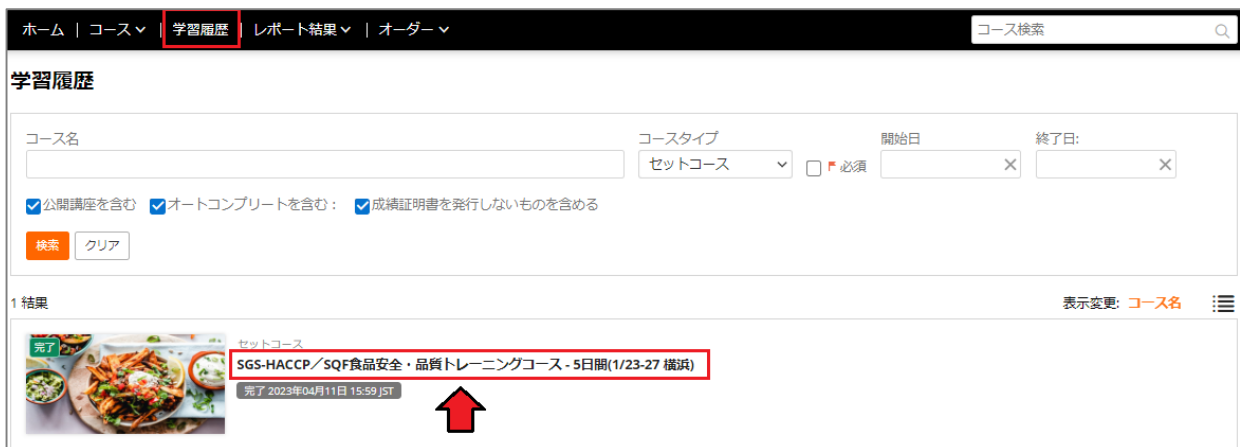 ホーム | コース | 学習履歴 | レポート結果 | オーダー コース検索
学習履歴
コース名 コースタイプ 開始日 終了日:
セットコース 必須
公開講座を含む オートコンプリートを含む： 成績証明書を発行しないものを含める
検索 クリア
1 結果 表示変更: コース名
完了 セットコース
SGS-HACCP／SQF食品安全・品質トレーニングコース - 5日間(1/23-27 横浜)
完了 2023年04月11日 15:59 JST